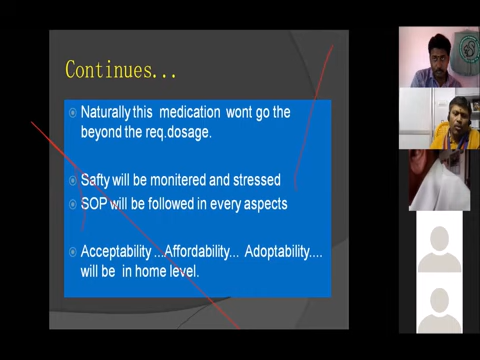 Continues...
Naturally this medication wont go the
beyond the req.dosage.
Safty will be monitered and stressed
SOP will be followed in every aspects
Acceptability ...Affordability... Adoptability....
will be in home level.